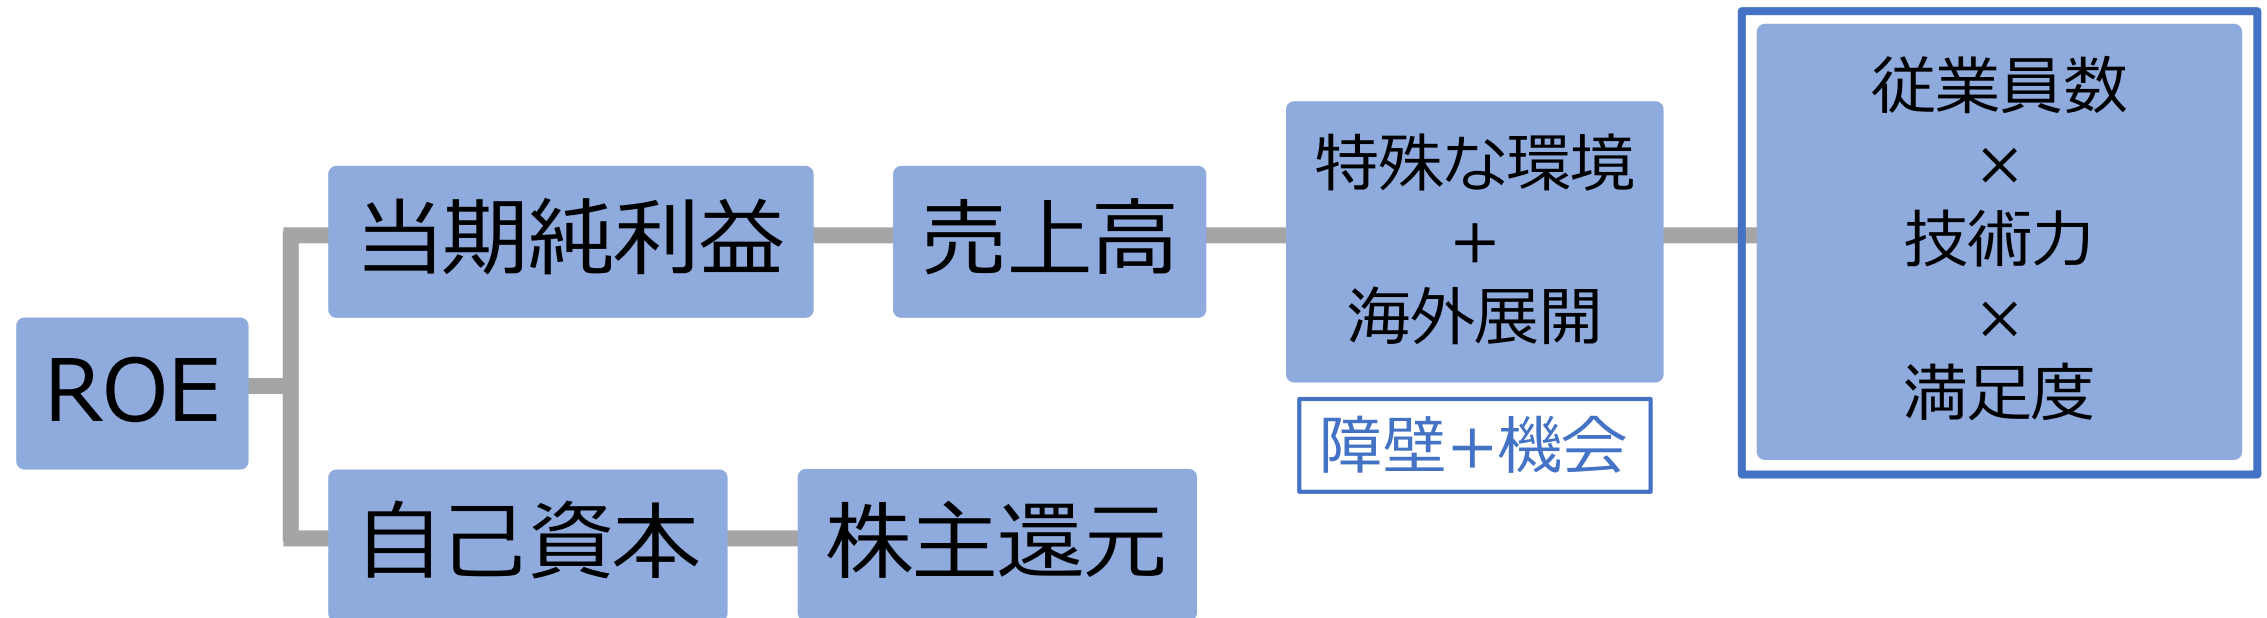 ROE
当期純利益
売上高
特殊な環境
+
海外展開
障壁+機会
従業員数
×
技術力
×
満足度
自己資本
株主還元